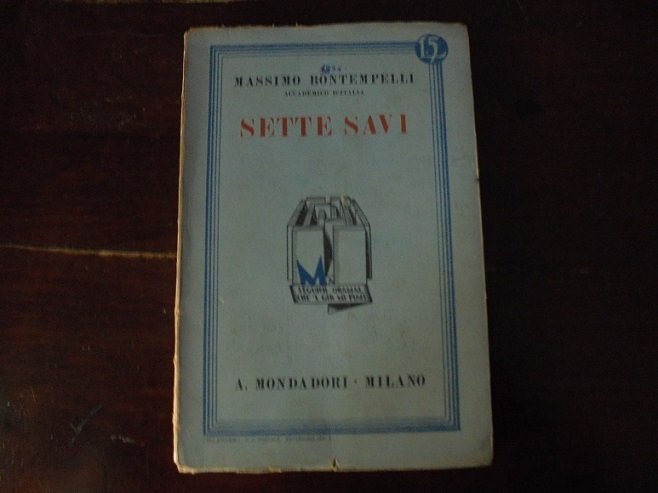 15
MASSIMO BONTEMPELLI
ACCADEMICO D'ITALIA
SETTE SAVI
M
A. MONDADORI · MILANO